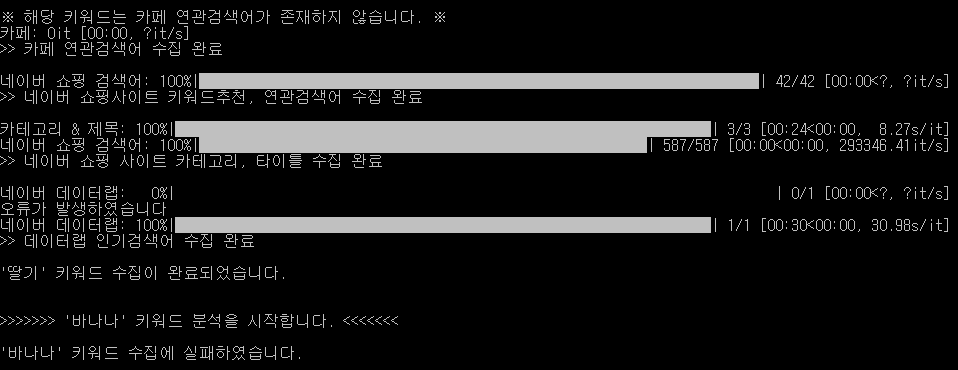 ※ 해당 키워드는 카페 연관검색어가 존재하지 않습니다. ※
카페: 0it [00:00, ?it/s]
>> 카페 연관검색어 수집 완료
네이버 쇼핑 검색어: 100%| | 42/42 [00:00<?, ?it/s]
>> 네이버 쇼핑사이트 키워드추천, 연관검색어 수집 완료
카테고리 & 제목: 100%| | 3/3 [00:24<00:00, 8.27s/it]
네이버 쇼핑 검색어: 100%| | 587/587 [00:00<00:00, 293346.41it/s]
>> 네이버 쇼핑 사이트 카테고리, 타이틀 수집 완료
네이버 데이터랩: 0%| | 0/1 [00:00<?, ?it/s]
오류가 발생하였습니다
네이버 데이터랩: 100%| | 1/1 [00:30<00:00, 30.98s/it]
>> 데이터랩 인기검색어 수집 완료
'딸기' 키워드 수집이 완료되었습니다.
>>>>>>> '바나나' 키워드 분석을 시작합니다. <<<<<<<
'바나나' 키워드 수집에 실패하였습니다.